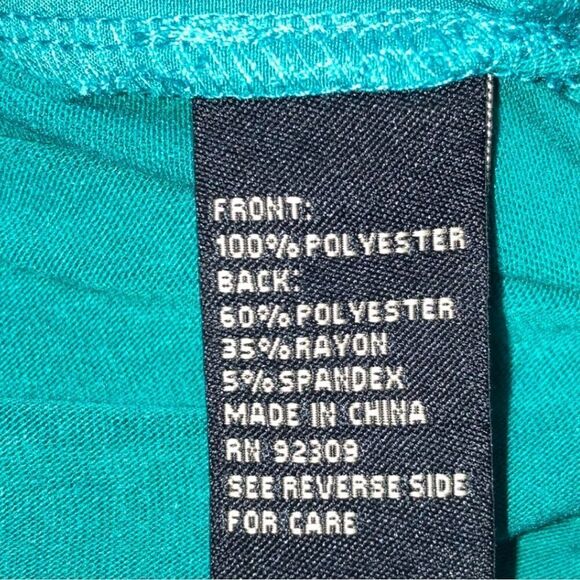 FRONT:
100% POLYESTER
BACK:
60% POLYESTER
35% RAYON
5% SPANDEX
MADE IN CHINA
RN 92309
SEE REVERSE SIDE
FOR CARE